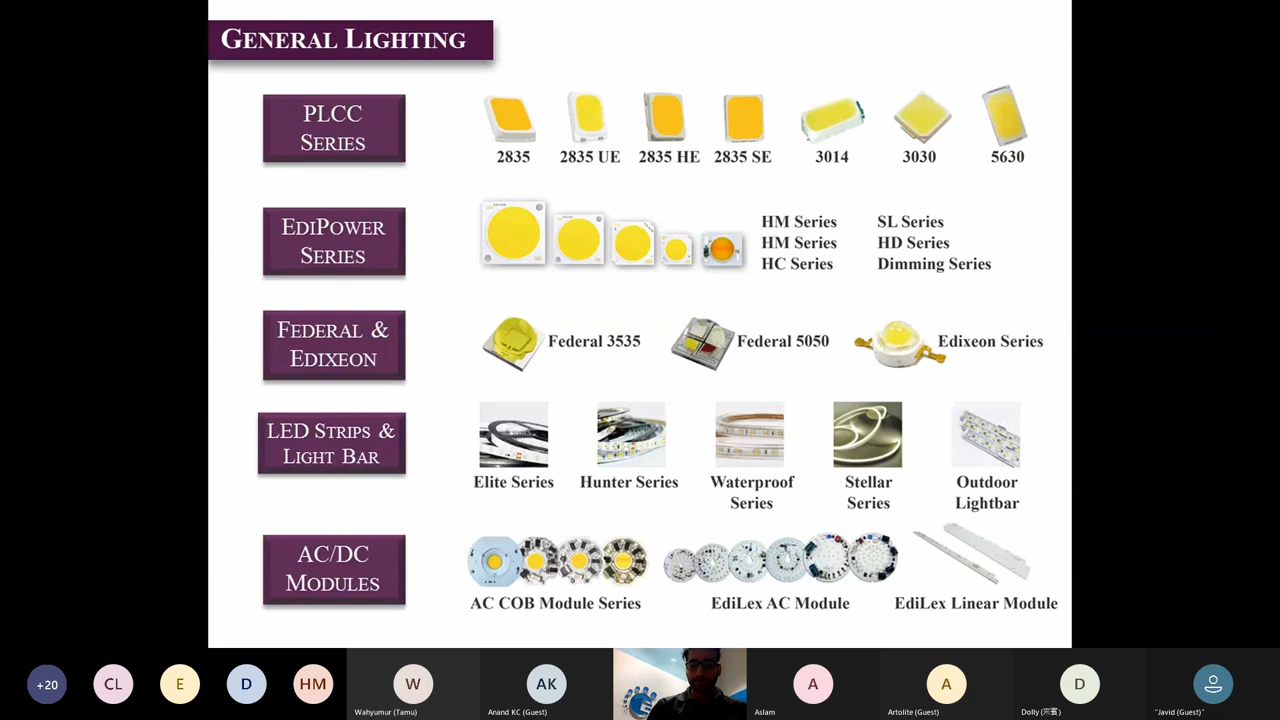 GENERAL LIGHTING
PLCC
SERIES
2835
2835 UE
2835 HE
2835 SE
3014
3030
5630
EDIPOWER
SERIES
HM Series
SL Series
HM Series
HD Series
HC Series
Dimming Series
FEDERAL &
EDIXEON
Federal 3535
Federal 5050
Edixeon Series
LED STRIPS &
LIGHT BAR
Elite Series
Hunter Series
Waterproof
Series
Stellar
Series
Outdoor
Lightbar
AC/DC
MODULES
AC COB Module Series
EdiLex AC Module
EdiLex Linear Module
+20
CL
E
D
HM
W
AK
A
A
D
Wahyumur (Tamu)
Anand KC (Guest)
Aslam
Artolite (Guest)
Dolly (宗賓)
"Javid (Guest)"